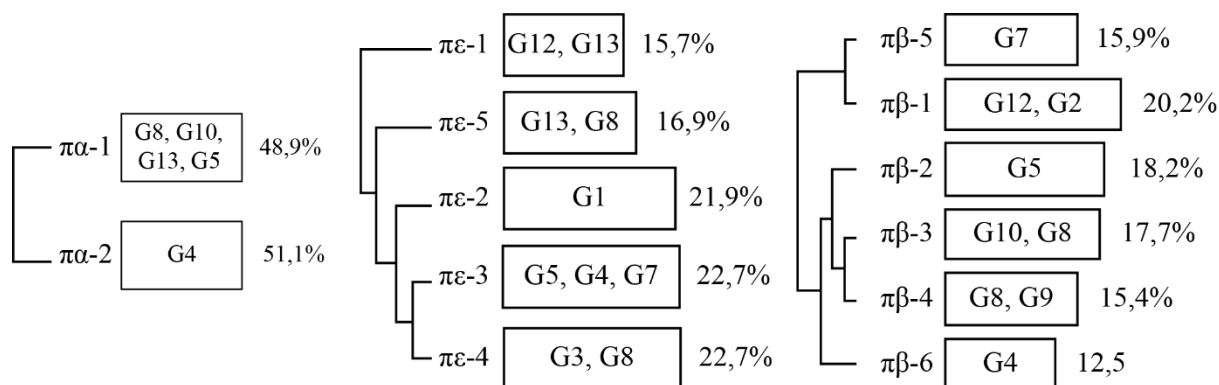 πα-1 G8, G10, G13, G5 48,9%
πα-2 G4 51,1%
πε-1 G12, G13 15,7%
πε-5 G13, G8 16,9%
πε-2 G1 21,9%
πε-3 G5, G4, G7 22,7%
πε-4 G3, G8 22,7%
πβ-5 G7 15,9%
πβ-1 G12, G2 20,2%
πβ-2 G5 18,2%
πβ-3 G10, G8 17,7%
πβ-4 G8, G9 15,4%
πβ-6 G4 12,5